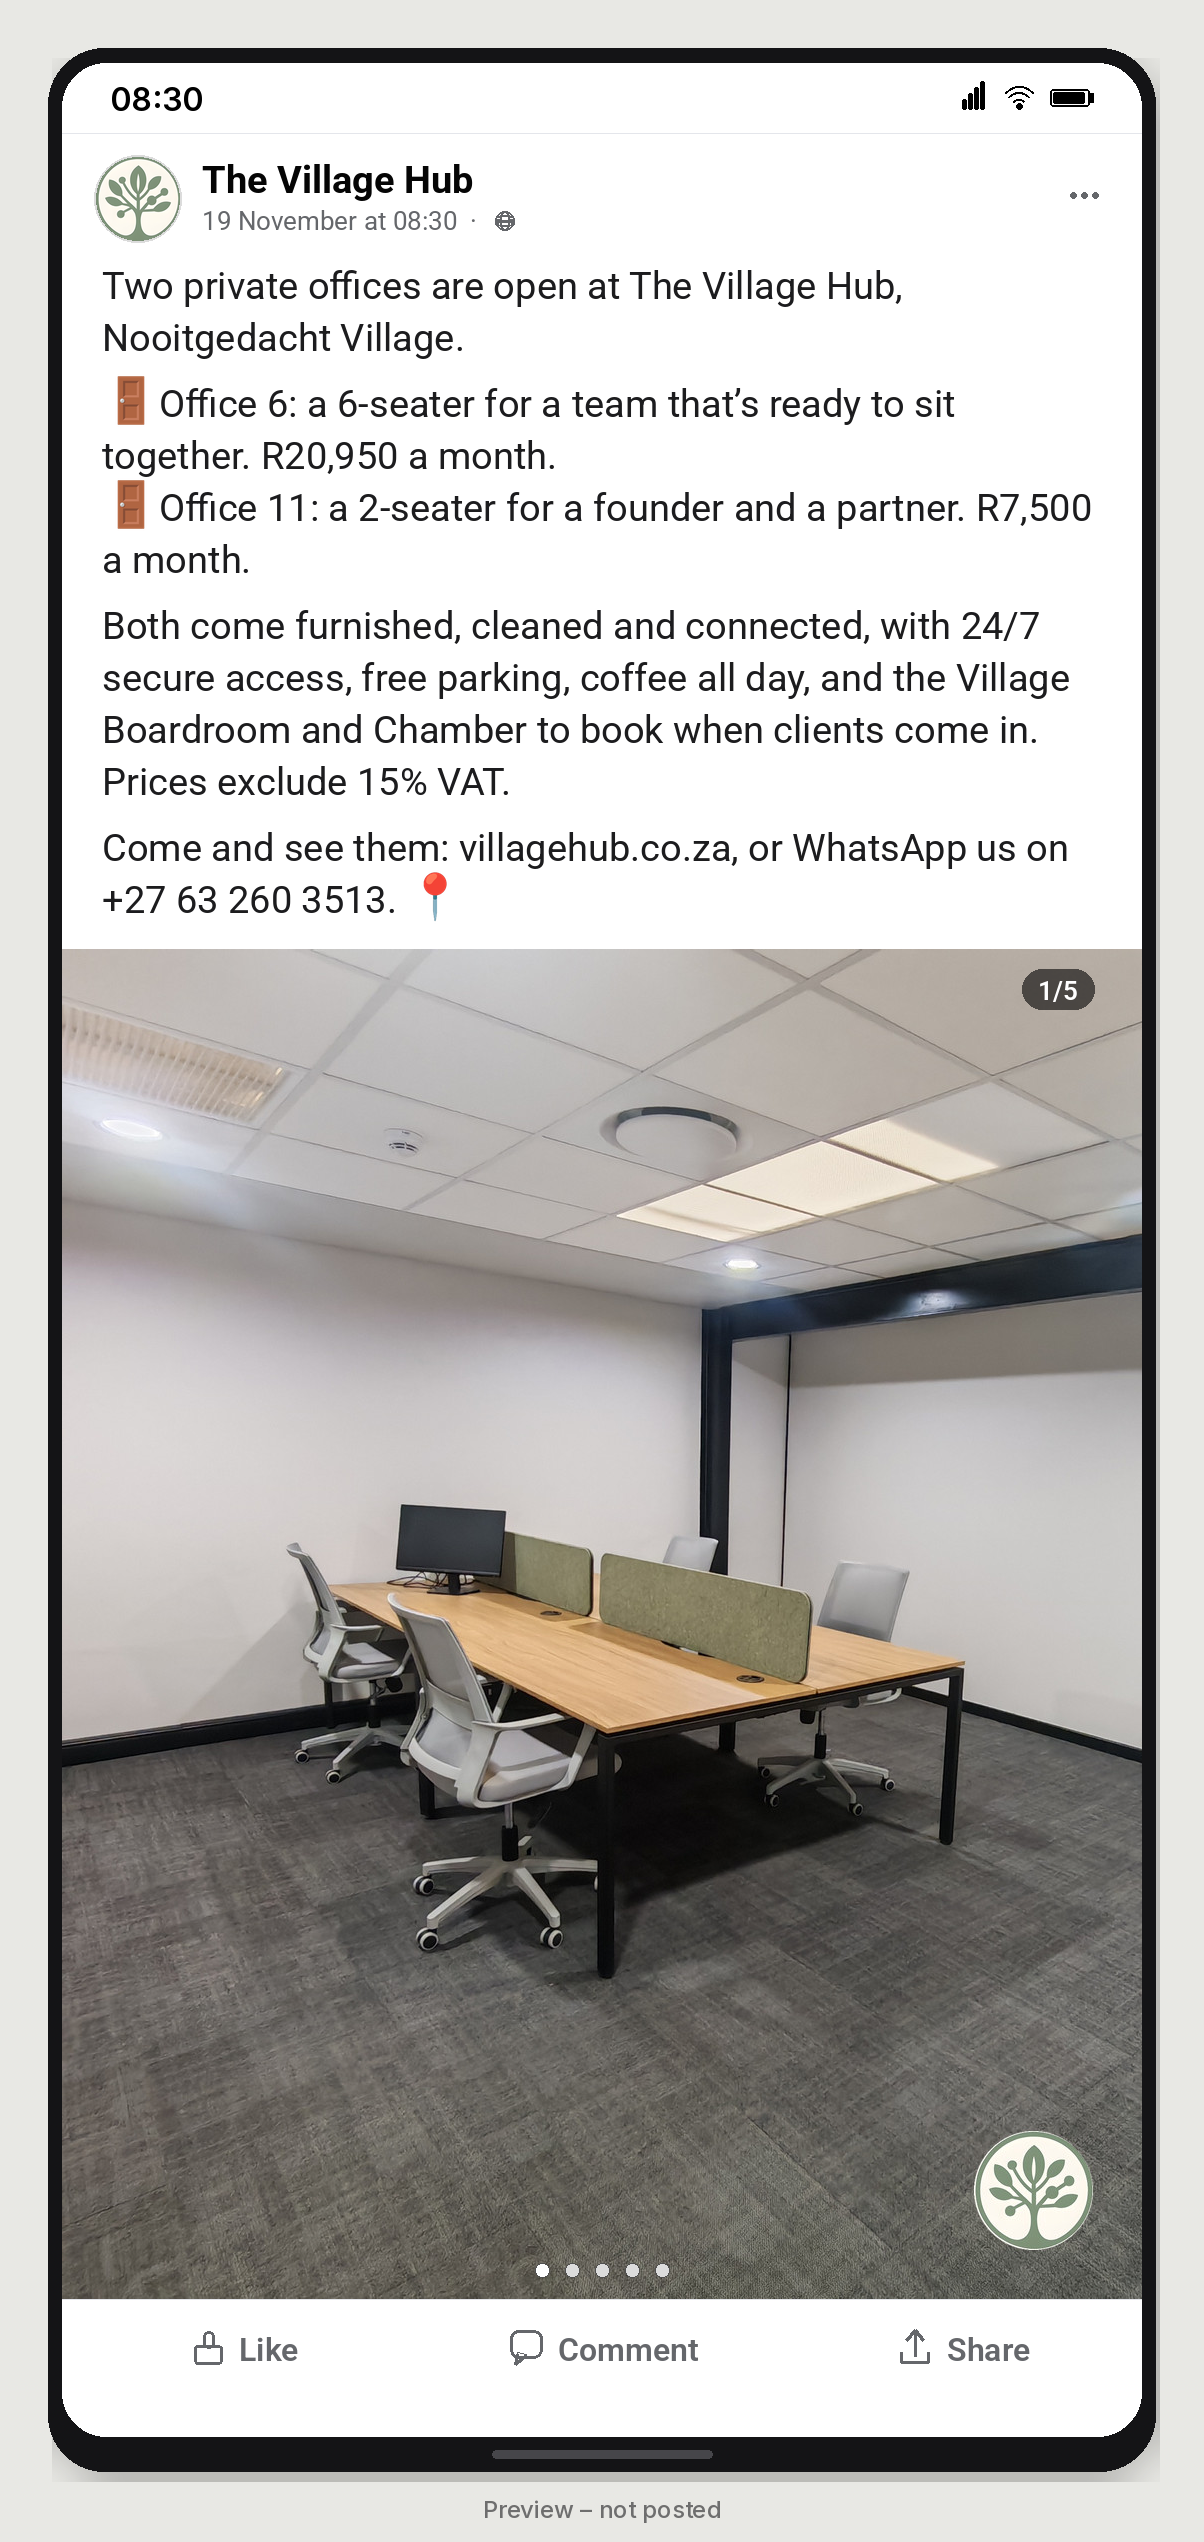 08:30
The Village Hub
19 November at 08:30 ·
Two private offices are open at The Village Hub,
Nooitgedacht Village.
🚪 Office 6: a 6-seater for a team that’s ready to sit
together. R20,950 a month.
🚪 Office 11: a 2-seater for a founder and a partner. R7,500
a month.
Both come furnished, cleaned and connected, with 24/7
secure access, free parking, coffee all day, and the Village
Boardroom and Chamber to book when clients come in.
Prices exclude 15% VAT.
Come and see them: villagehub.co.za, or WhatsApp us on
+27 63 260 3513. 📍
1/5
Like
Comment
Share
Preview – not posted